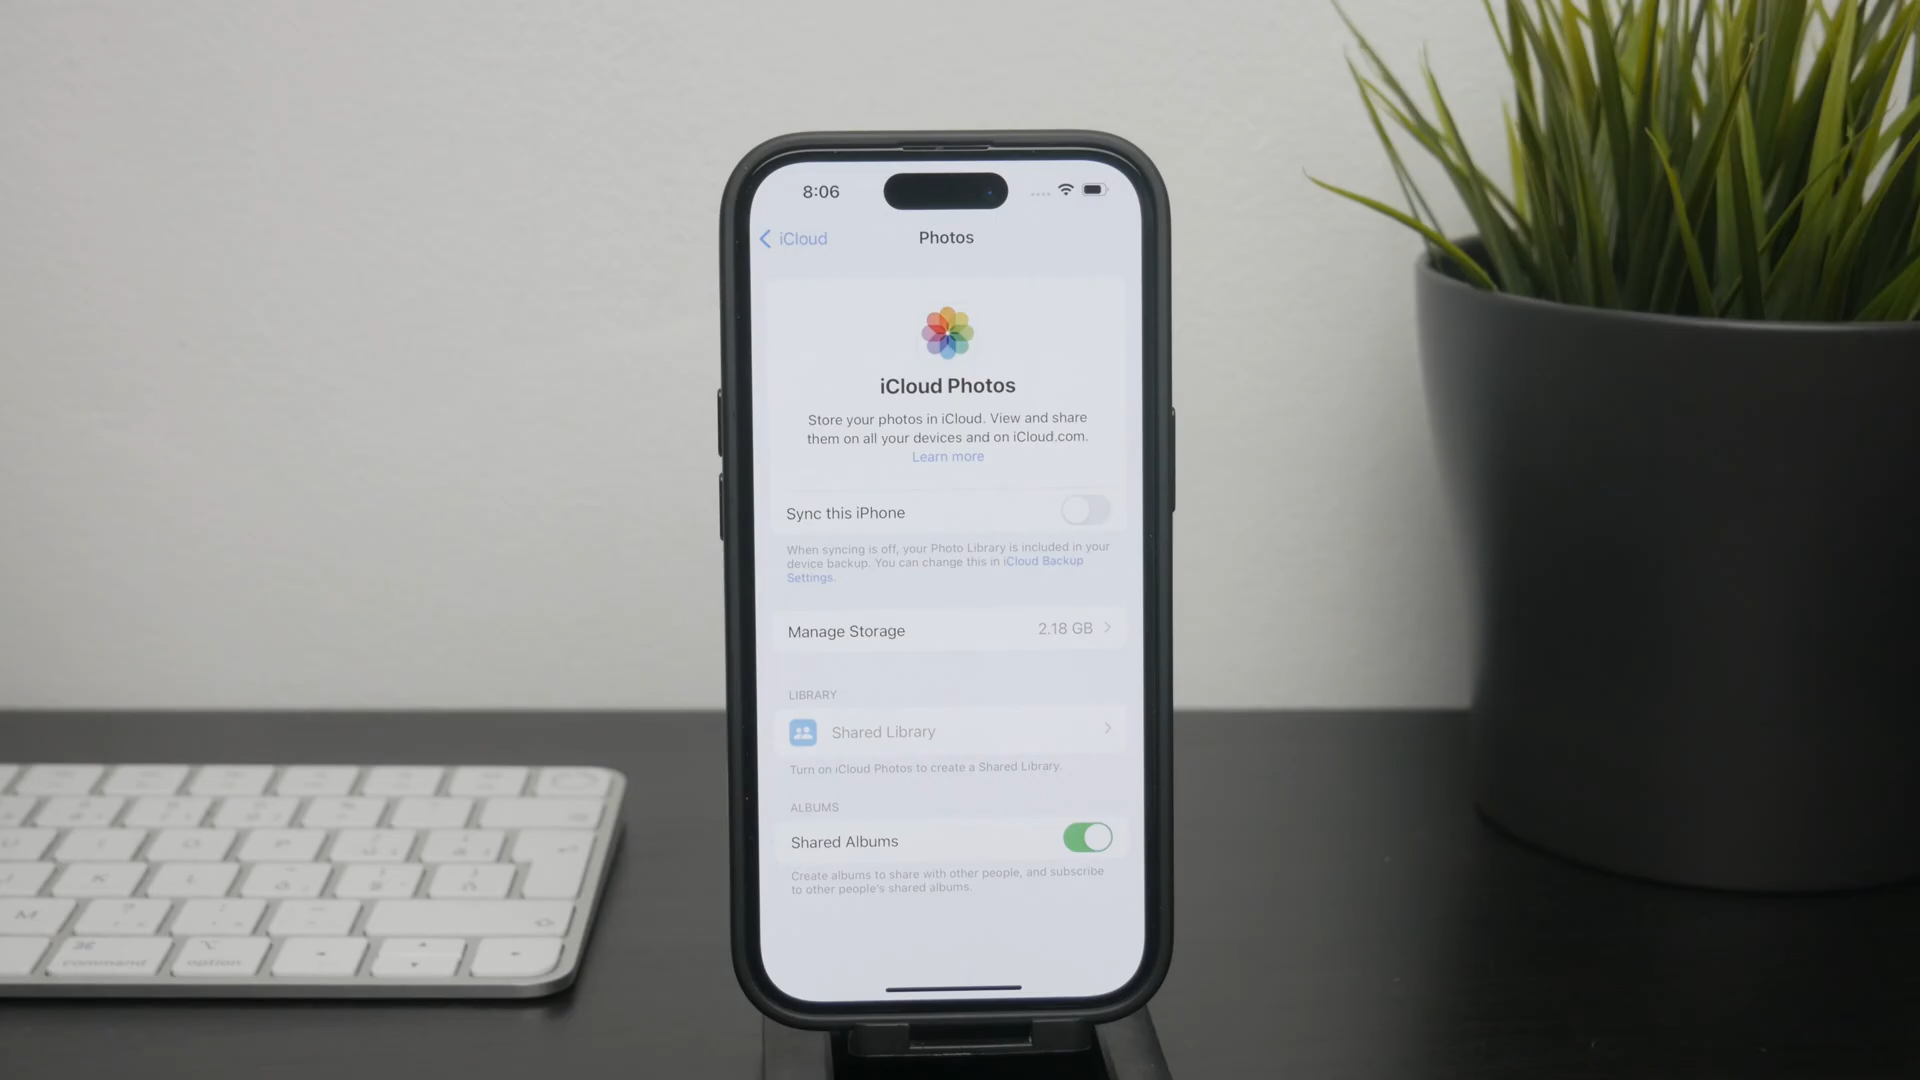 8:06
iCloud
Photos
iCloud Photos
Store your photos in iCloud. View and share
them on all your devices and on iCloud.com.
Learn more
Sync this iPhone
When syncing is off, your Photo Library is included in your
device backup. You can change this in iCloud Backup
Settings.
Manage Storage 2.18 GB
LIBRARY
Shared Library
Turn on iCloud Photos to create a Shared Library.
ALBUMS
Shared Albums
Create albums to share with other people, and subscribe
to other people's shared albums.
M
⌘ ⌥
command option